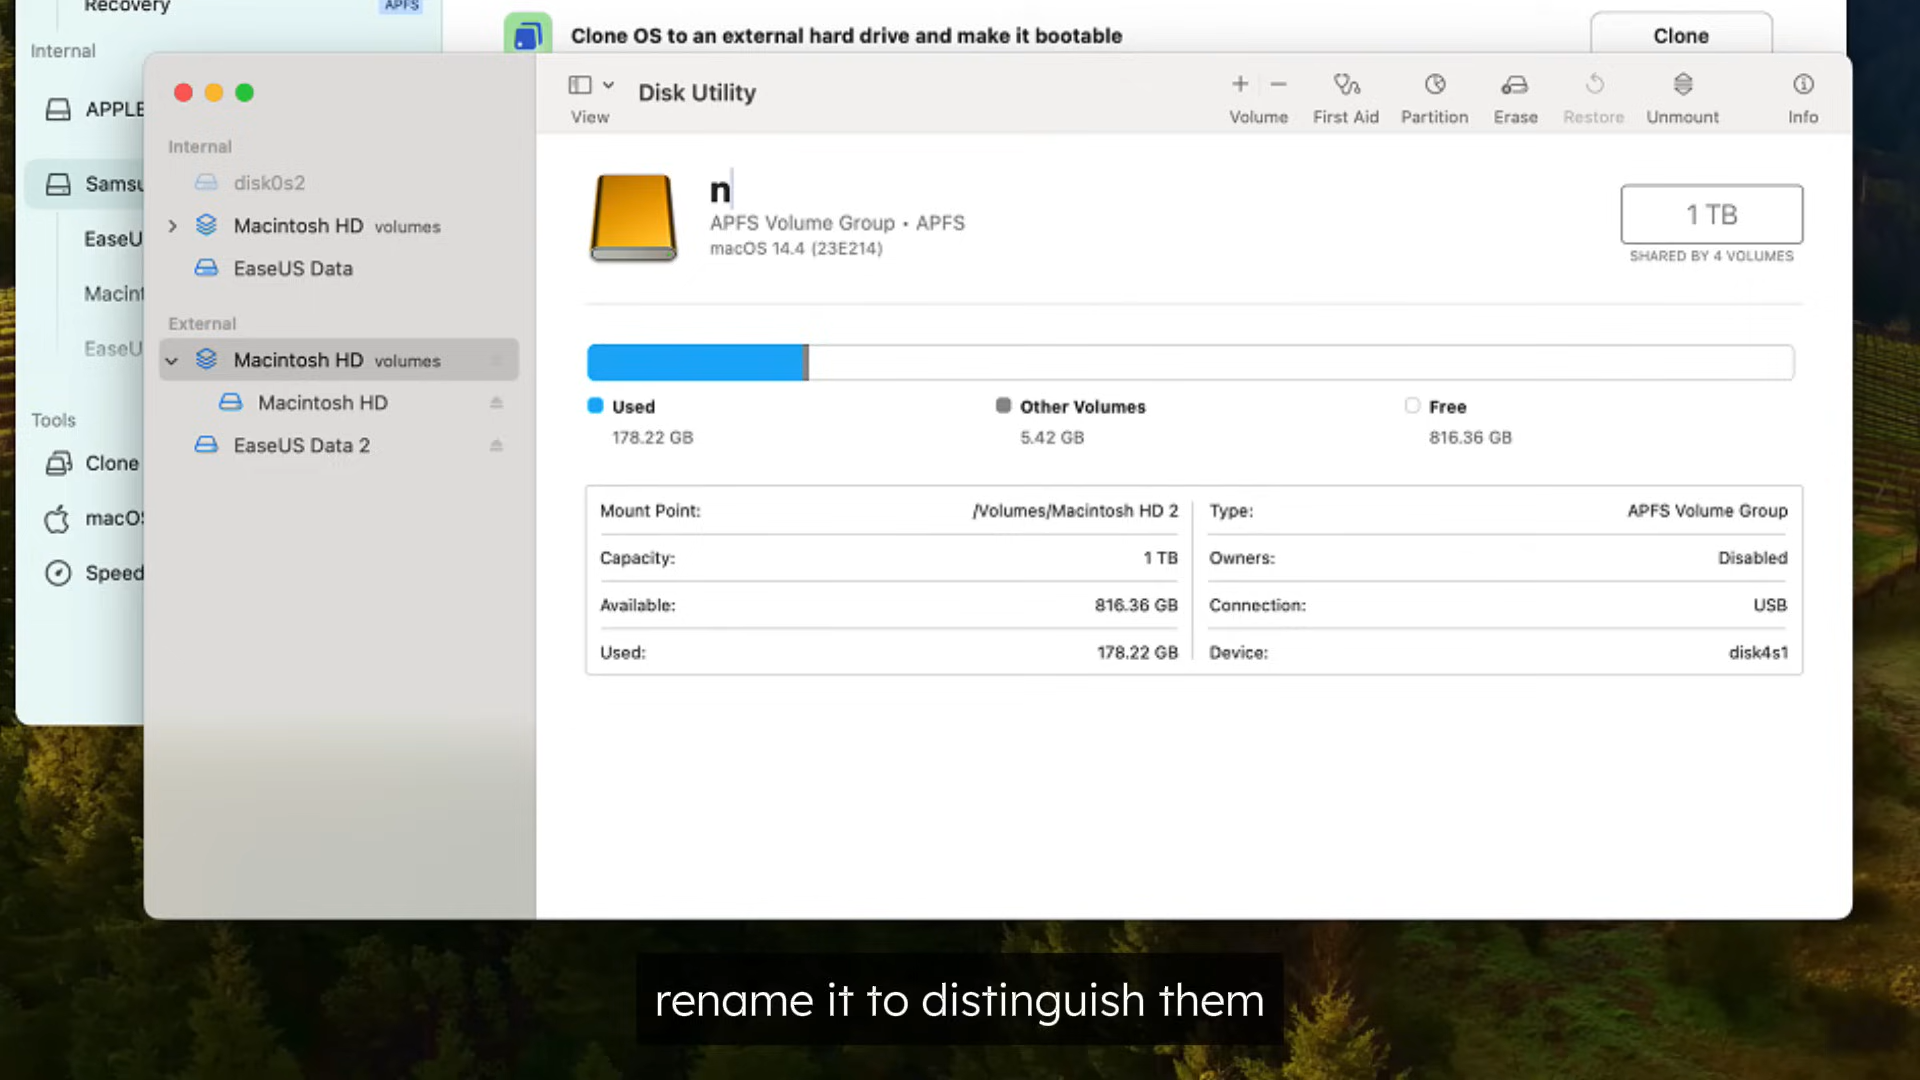 Recovery
APFS
Internal
APPLE
Samsu
EaseU
Macint
EaseU
Tools
Clone
macOS
Speed
Clone OS to an external hard drive and make it bootable
Clone
View
Disk Utility
Volume
First Aid
Partition
Erase
Restore
Unmount
Info
Internal
disk0s2
Macintosh HD volumes
EaseUS Data
External
Macintosh HD volumes
Macintosh HD
EaseUS Data 2
n
APFS Volume Group • APFS
macOS 14.4 (23E214)
1 TB
SHARED BY 4 VOLUMES
Used
178.22 GB
Other Volumes
5.42 GB
Free
816.36 GB
Mount Point: /Volumes/Macintosh HD 2
Capacity: 1 TB
Available: 816.36 GB
Used: 178.22 GB
Type: APFS Volume Group
Owners: Disabled
Connection: USB
Device: disk4s1
rename it to distinguish them